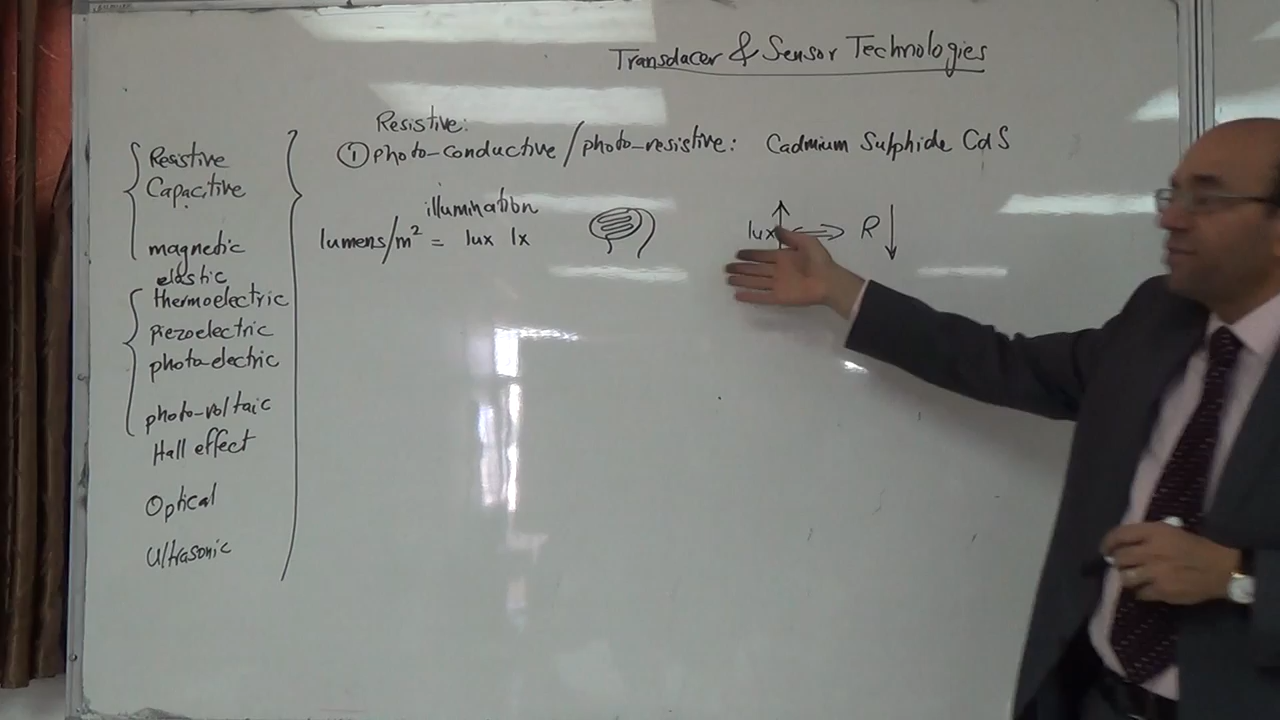 Transdacer & Sensor Technologies
Resistive:
① photo-conductive/photo-resistive: Cadmium Sulphide CdS
illumination
lumens/m² = lux lx
lux ↑ ⇒ R ↓
Resistive
Capacitive
magnetic
elastic
thermoelectric
Piezoelectric
photo-electric
photo-voltaic
Hall effect
Optical
Ultrasonic